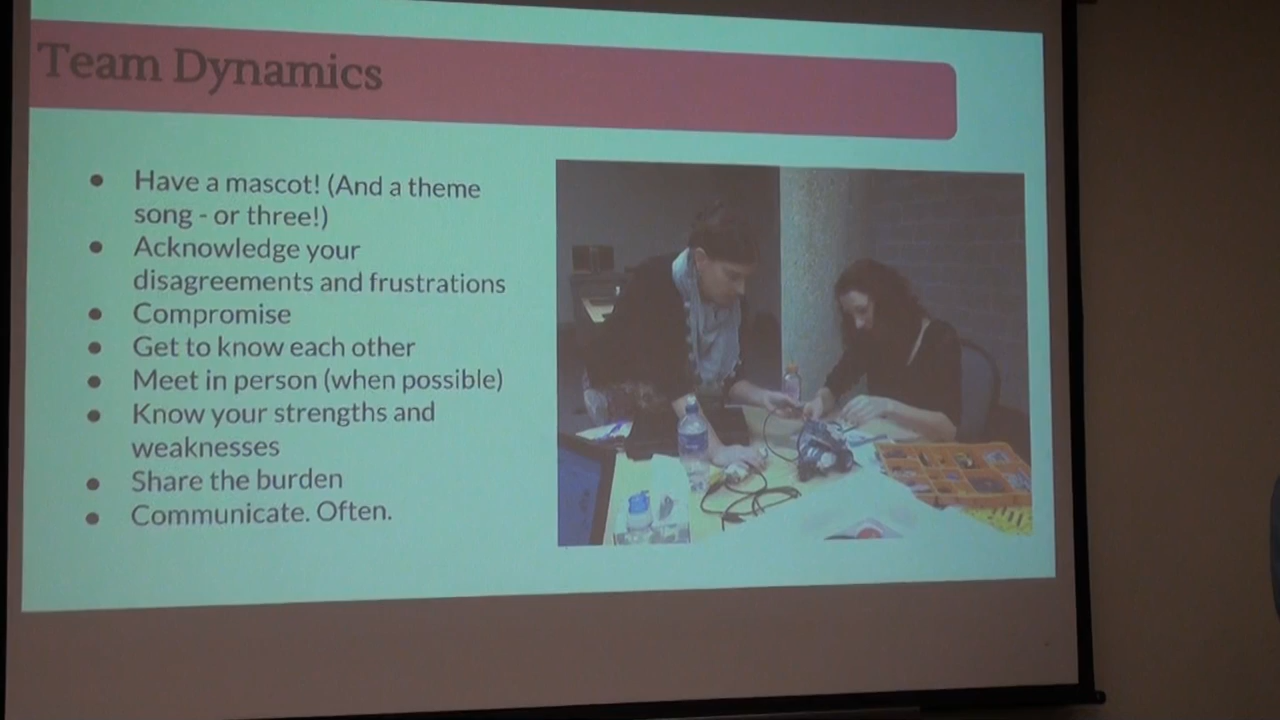 Team Dynamics
● Have a mascot! (And a theme
song - or three!)
● Acknowledge your
disagreements and frustrations
● Compromise
● Get to know each other
● Meet in person (when possible)
● Know your strengths and
weaknesses
● Share the burden
● Communicate. Often.